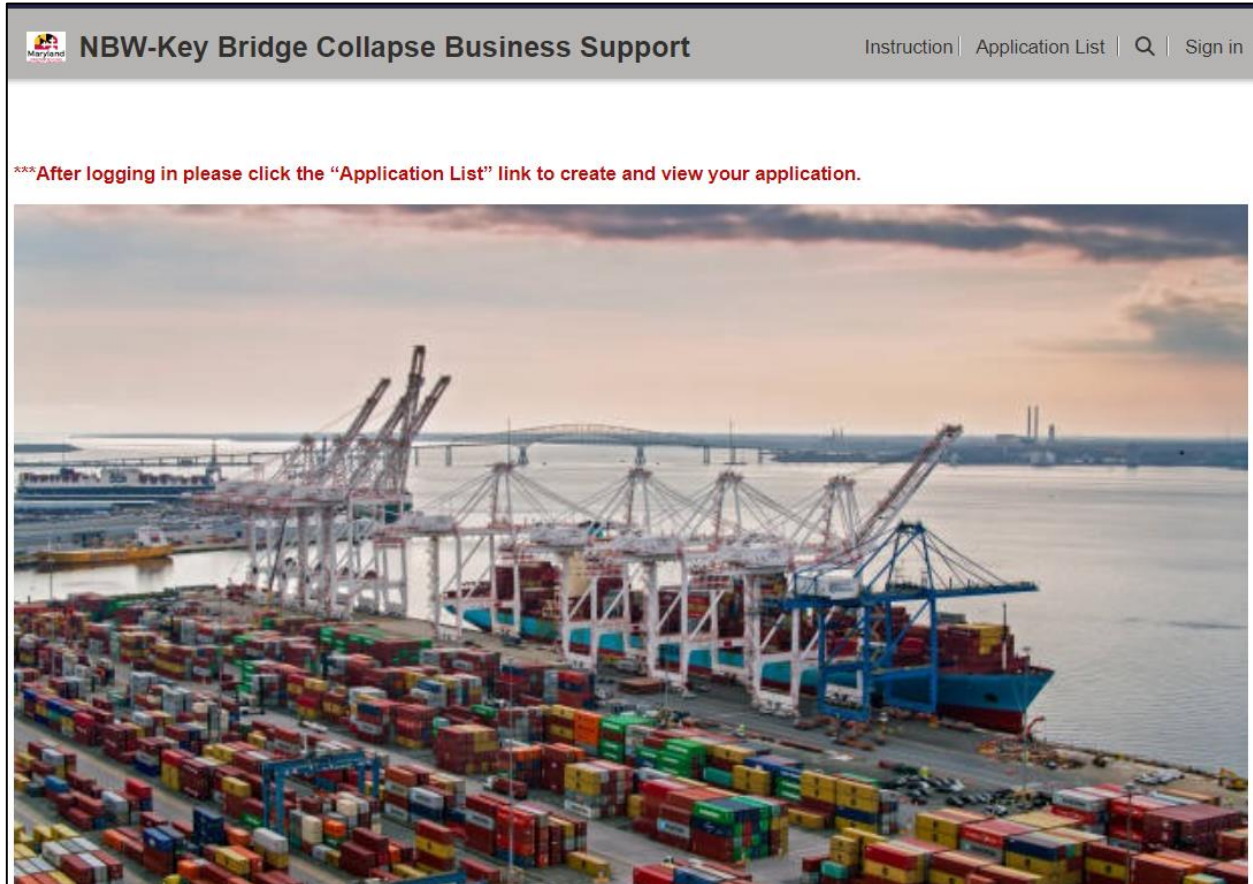 Maryland
NBW-Key Bridge Collapse Business Support
Instruction
Application List
Sign in
***After logging in please click the “Application List” link to create and view your application.